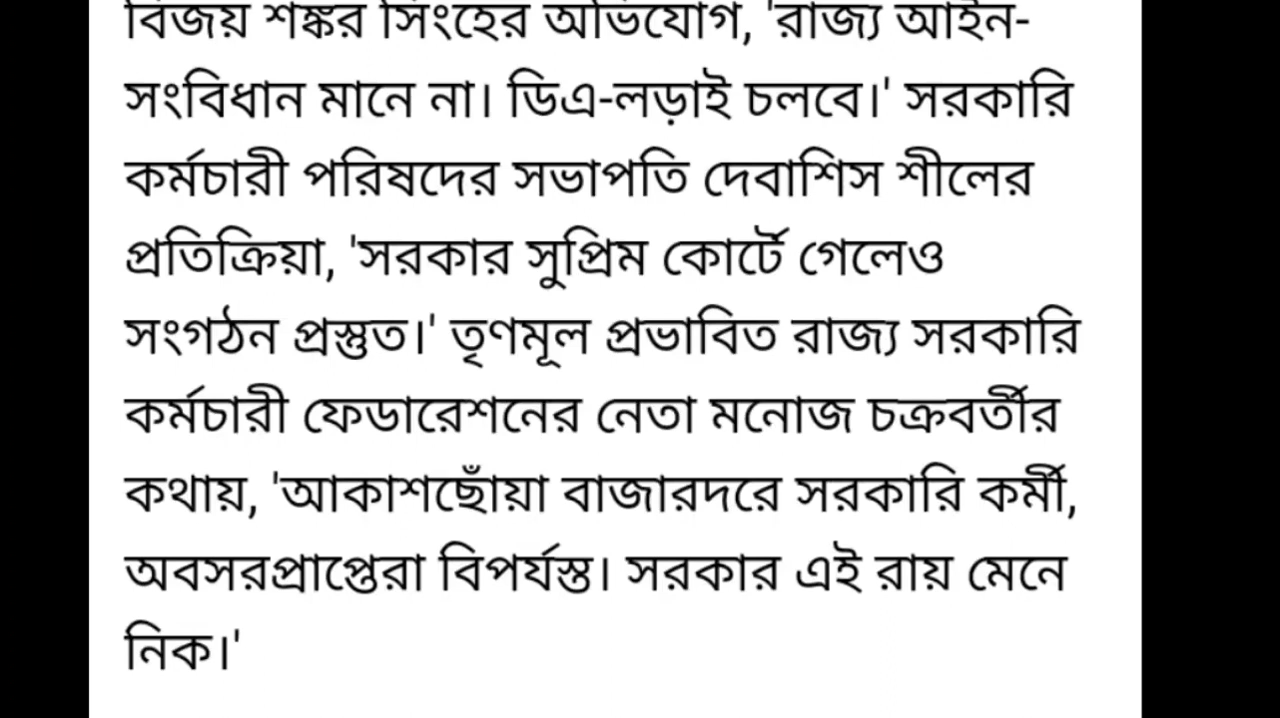 বিজয় শঙ্কর সিংহের অভিযোগ, 'রাজ্য আইন-
সংবিধান মানে না। ডিএ-লড়াই চলবে।' সরকারি
কর্মচারী পরিষদের সভাপতি দেবাশিস শীলের
প্রতিক্রিয়া, 'সরকার সুপ্রিম কোর্টে গেলেও
সংগঠন প্রস্তুত।' তৃণমূল প্রভাবিত রাজ্য সরকারি
কর্মচারী ফেডারেশনের নেতা মনোজ চক্রবর্তীর
কথায়, 'আকাশছোঁয়া বাজারদরে সরকারি কর্মী,
অবসরপ্রাপ্তেরা বিপর্যস্ত। সরকার এই রায় মেনে
নিক।'